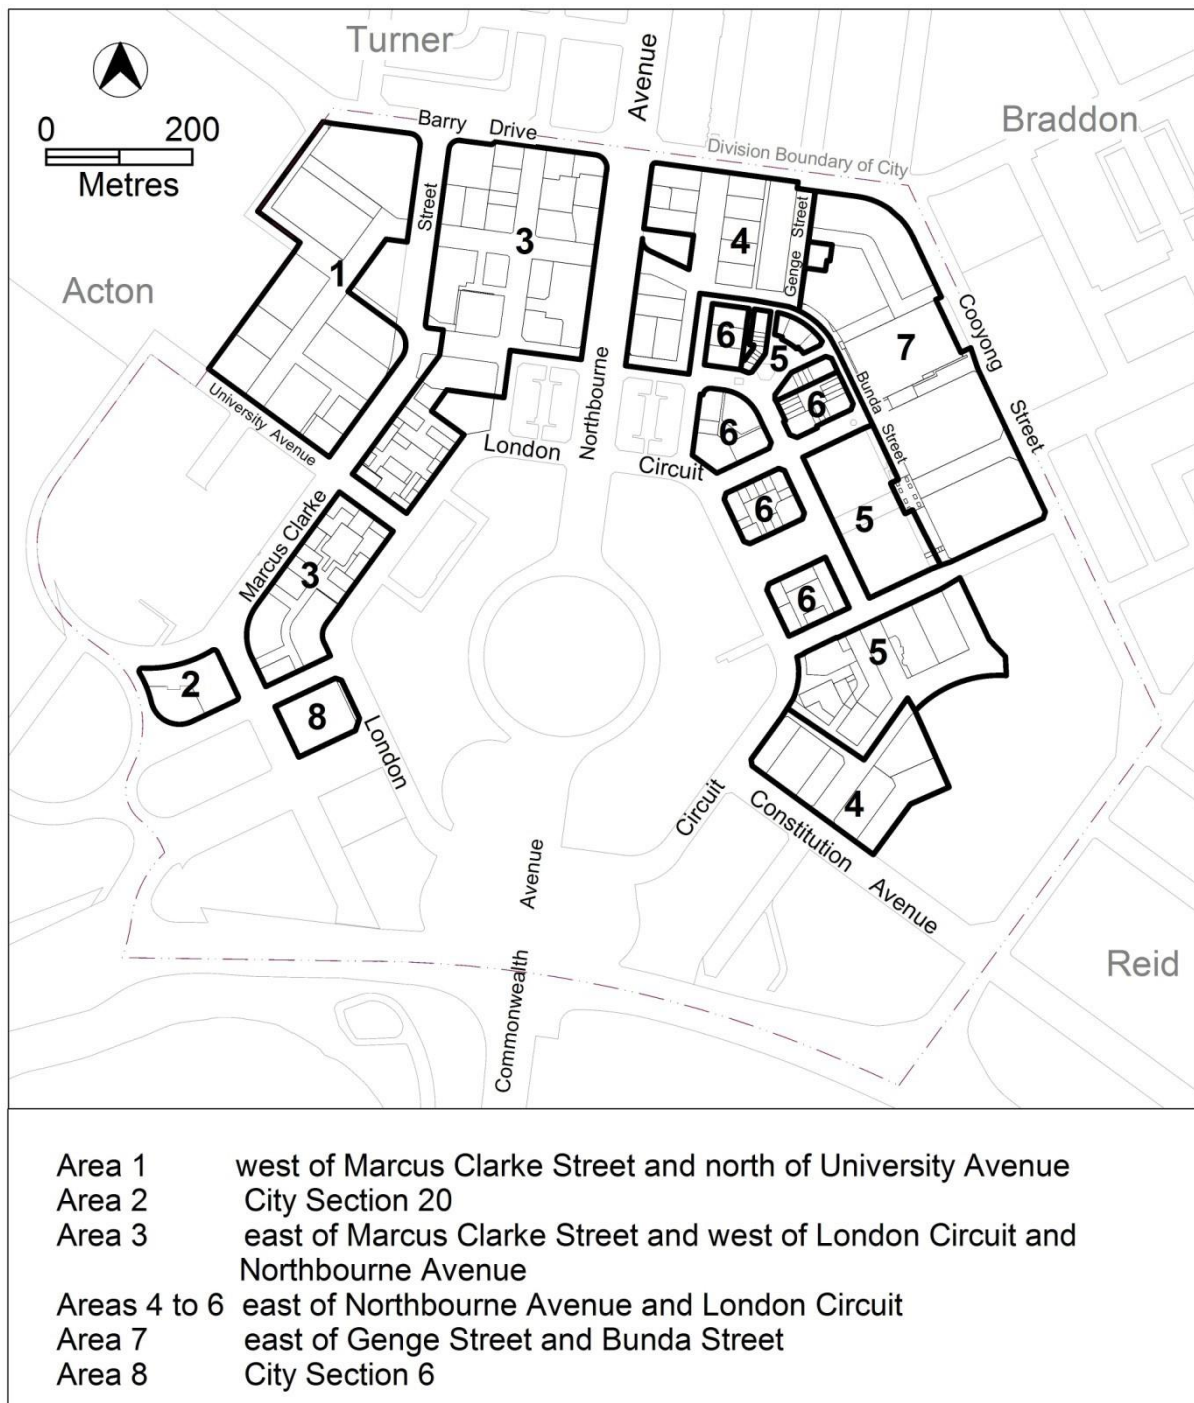 Turner
Avenue
0 200
Metres
Barry Drive
Division Boundary of City
Braddon
Street
Genge Street
1
3
4
Acton
Cooyong
Street
7
6
5
6
Bunda
Street
6
University Avenue
Northbourne
London
Circuit
6
5
Marcus Clarke
3
6
5
2
8
London
4
Circuit
Constitution Avenue
Avenue
Commonwealth
Reid
Area 1 west of Marcus Clarke Street and north of University Avenue
Area 2 City Section 20
Area 3 east of Marcus Clarke Street and west of London Circuit and
Northbourne Avenue
Areas 4 to 6 east of Northbourne Avenue and London Circuit
Area 7 east of Genge Street and Bunda Street
Area 8 City Section 6